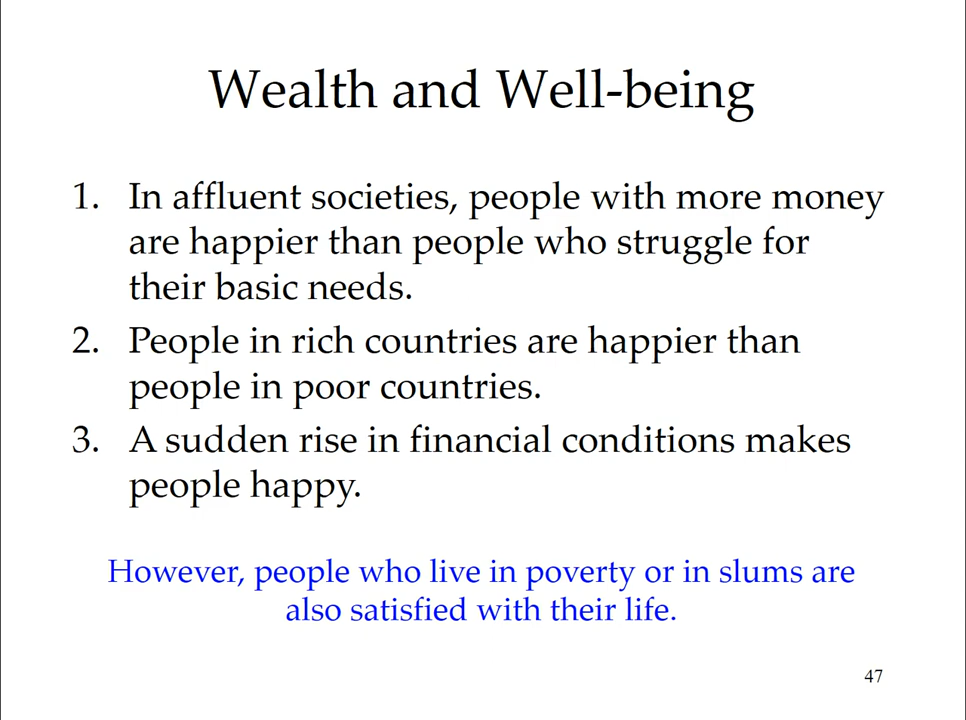 Wealth and Well-being
1. In affluent societies, people with more money
are happier than people who struggle for
their basic needs.
2. People in rich countries are happier than
people in poor countries.
3. A sudden rise in financial conditions makes
people happy.
However, people who live in poverty or in slums are
also satisfied with their life.
47